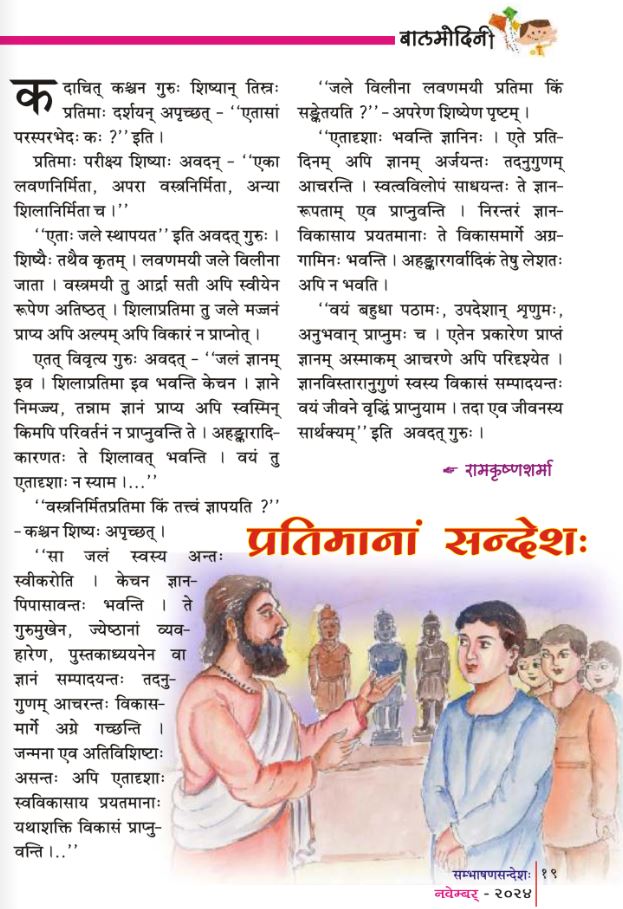 बालमोदिनी
कदाचित् कश्चन गुरुः शिष्यान् तिस्रः
प्रतिमाः दर्शयन् अपृच्छत् – ‘‘एतासां
परस्परभेदः कः ?’’ इति ।
प्रतिमाः परीक्ष्य शिष्याः अवदन् – ‘‘एका
लवणनिर्मिता, अपरा वस्त्रनिर्मिता, अन्या
शिलानिर्मिता च ।’’
‘‘एताः जले स्थापयत’’ इति अवदत् गुरुः ।
शिष्यैः तथैव कृतम् । लवणमयी जले विलीना
जाता । वस्त्रमयी तु आर्द्रा सती अपि स्वीयेन
रूपेण अतिष्ठत् । शिलाप्रतिमा तु जले मज्जनं
प्राप्य अपि अल्पम् अपि विकारं न प्राप्नोत् ।
एतत् विवृत्य गुरुः अवदत् – ‘‘जलं ज्ञानम्
इव । शिलाप्रतिमा इव भवन्ति केचन । ज्ञाने
निमज्य, तन्नाम ज्ञानं प्राप्य अपि स्वस्मिन्
किमपि परिवर्तनं न प्राप्नुवन्ति ते । अहङ्कारादि-
कारणतः ते शिलावत् भवन्ति । वयं तु
एतादृशाः न स्याम ।...’’
‘‘वस्त्रनिर्मितप्रतिमा किं तत्त्वं ज्ञापयति ?’’
– कश्चन शिष्यः अपृच्छत् ।
‘‘सा जलं स्वस्य अन्तः
स्वीकरोति । केचन ज्ञान-
पिपासावन्तः भवन्ति । ते
गुरुमुखेन, ज्येष्ठानां व्यव-
हारेण, पुस्तकाध्ययनेन वा
ज्ञानं सम्पादयन्तः तदनु-
गुणम् आचरन्तः विकास-
मार्गे अग्रे गच्छन्ति ।
जन्मना एव अतिविशिष्टाः
असन्तः अपि एतादृशाः
स्वविकासाय प्रयतमानाः
यथाशक्ति विकासं प्राप्नु-
वन्ति ।..’’
‘‘जले विलीना लवणमयी प्रतिमा किं
सङ्केतयति ?’’ – अपरेण शिष्येण पृष्टम् ।
‘‘एतादृशाः भवन्ति ज्ञानिनः । एते प्रति-
दिनम् अपि ज्ञानम् अर्जयन्तः तदनुगुणम्
आचरन्ति । स्वत्वविलोपं साधयन्तः ते ज्ञान-
रूपताम् एव प्राप्नुवन्ति । निरन्तरं ज्ञान-
विकासाय प्रयतमानाः ते विकासमार्गे अग्र-
गामिनः भवन्ति । अहङ्कारगर्वादिकं तेषु लेशतः
अपि न भवति ।
‘‘वयं बहुधा पठामः, उपदेशान् शृणुमः,
अनुभवान् प्राप्नुमः च । एतेन प्रकारेण प्राप्तं
ज्ञानम् अस्माकम् आचरणे अपि परिदृश्येत ।
ज्ञानविस्तारानुगुणं स्वस्य विकासं सम्पादयन्तः
वयं जीवने वृद्धिं प्राप्नुयाम । तदा एव जीवनस्य
सार्थक्यम्’’ इति अवदत् गुरुः ।
☛ रामकृष्णशर्मा
प्रतिमानां सन्देशः
सम्भाषणसन्देशः १९
नवेम्बर् - २०२४